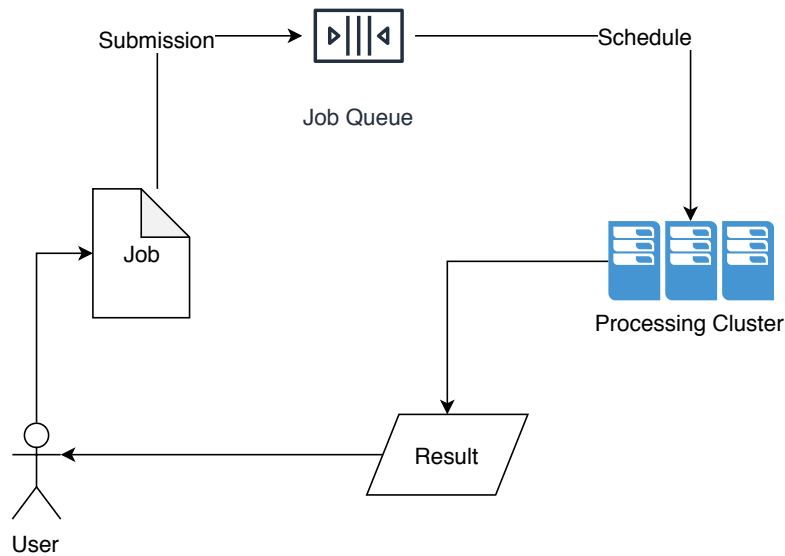 Submission
Schedule
Job Queue
Job
Processing Cluster
Result
User